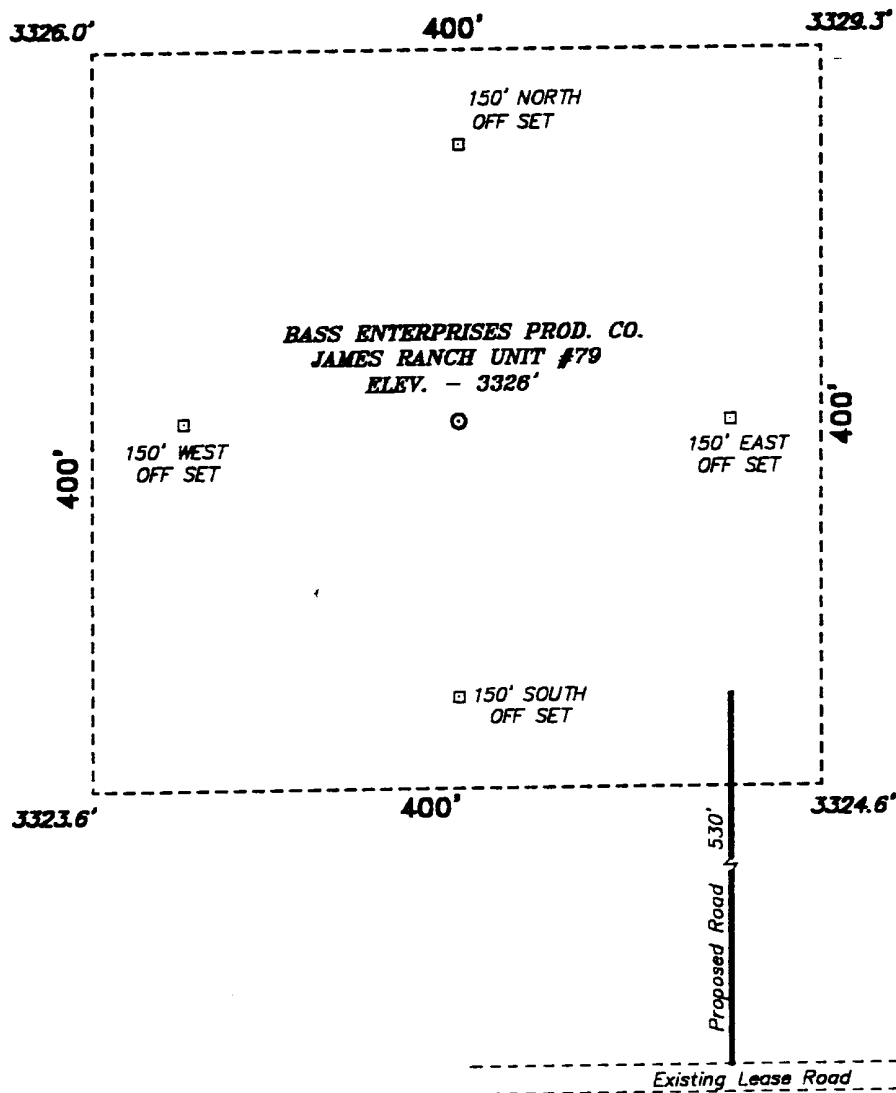 3326.0'
400'
3329.3'
150' NORTH
OFF SET
BASS ENTERPRISES PROD. CO.
JAMES RANCH UNIT #79
ELEV. - 3326'
150' WEST
OFF SET
150' EAST
OFF SET
400'
400'
150' SOUTH
OFF SET
3323.6'
400'
3324.6'
530'
Proposed Road
Existing Lease Road